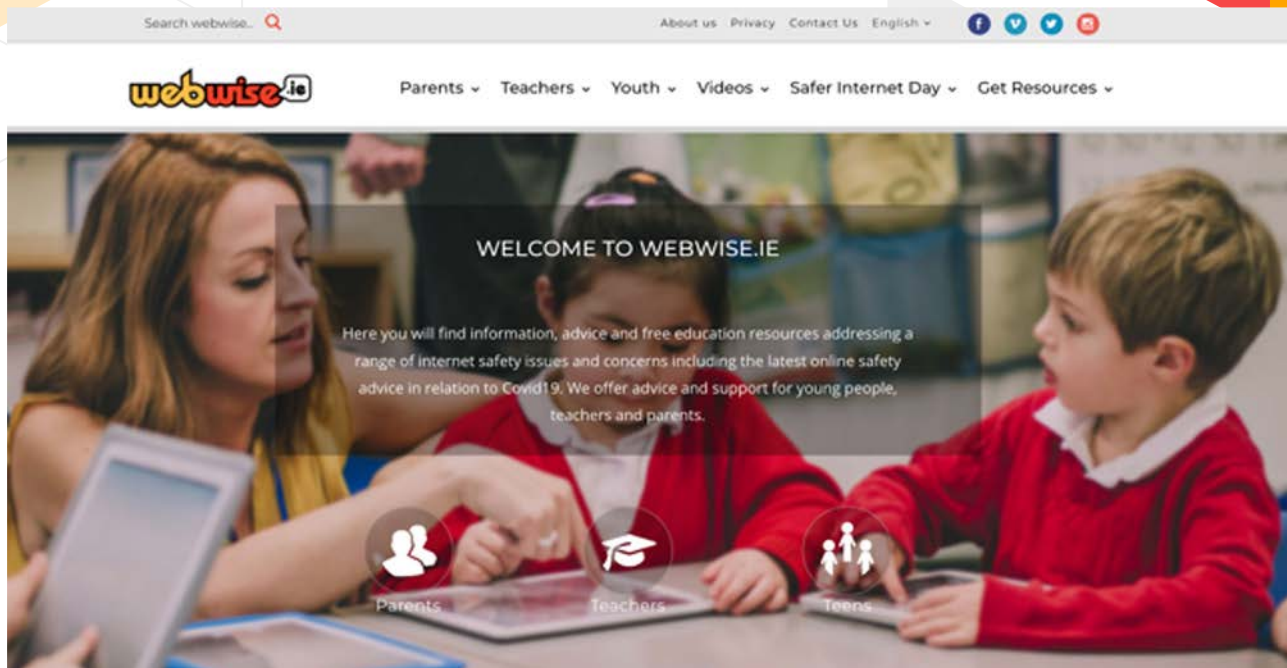 Search webwise..
About us Privacy Contact Us English
webwise.ie
Parents Teachers Youth Videos Safer Internet Day Get Resources
WELCOME TO WEBWISE.IE
Here you will find information, advice and free education resources addressing a
range of internet safety issues and concerns including the latest online safety
advice in relation to Covid19. We offer advice and support for young people,
teachers and parents.
Parents Teachers Teens